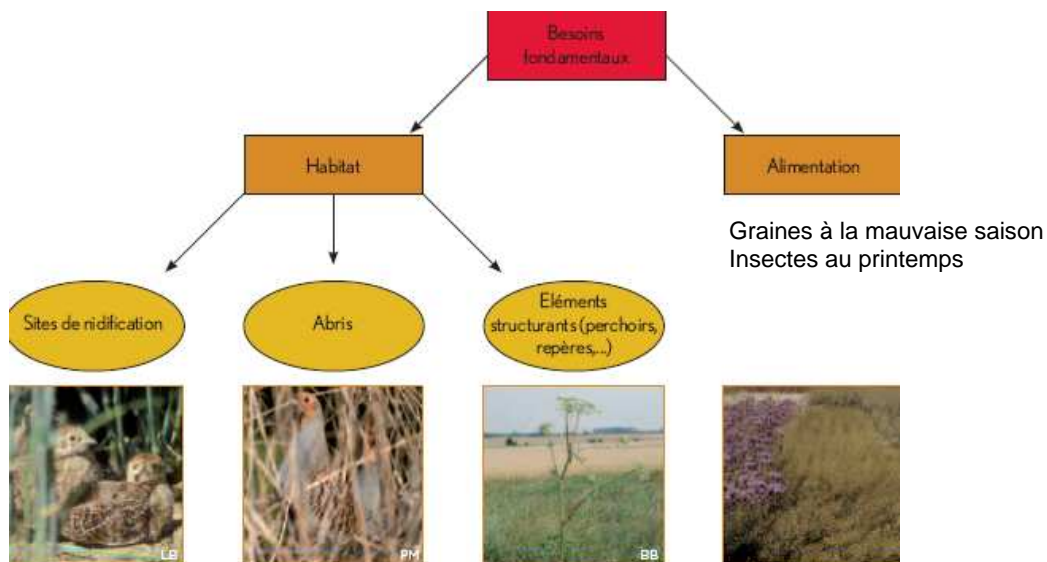 Besoins
fondamentaux
Habitat
Alimentation
Graines à la mauvaise saison
Insectes au printemps
Sites de nidification
Abris
Eléments
structurants (perchoirs,
repères,...)
LB
PM
BB